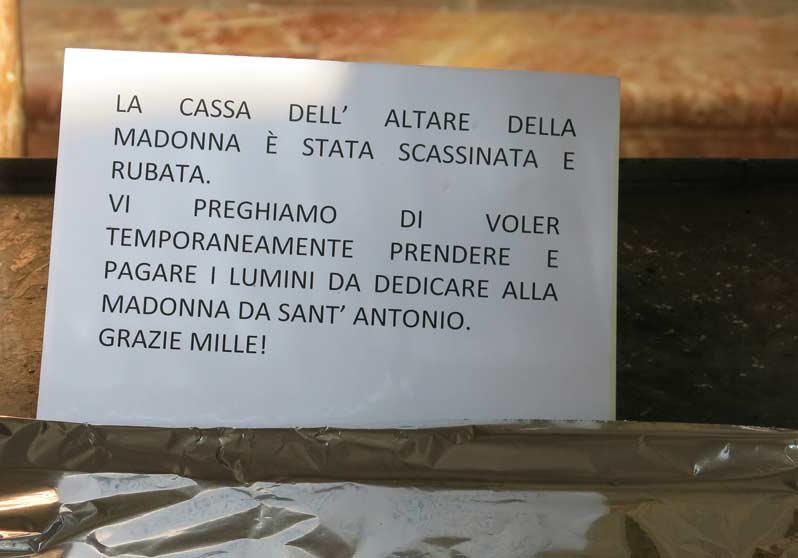 LA CASSA DELL' ALTARE DELLA
MADONNA È STATA SCASSINATA E
RUBATA.
VI PREGHIAMO DI VOLER
TEMPORANEAMENTE PRENDERE E
PAGARE I LUMINI DA DEDICARE ALLA
MADONNA DA SANT' ANTONIO.
GRAZIE MILLE!